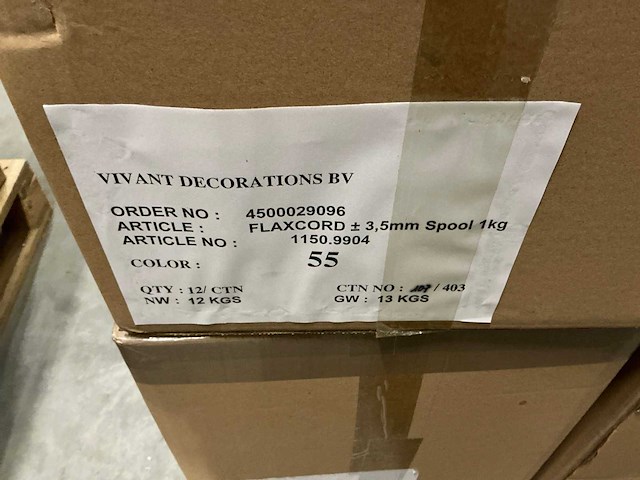 VIVANT DECORATIONS BV
ORDER NO : 4500029096
ARTICLE : FLAXCORD ± 3,5mm Spool 1kg
ARTICLE NO : 1150.9904
COLOR : 55
QTY : 12/ CTN CTN NO : / 403
NW : 12 KGS GW : 13 KGS